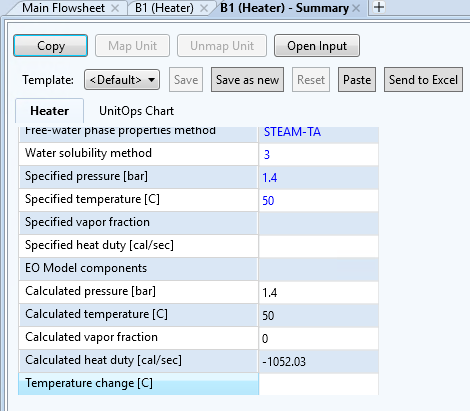 Main Flowsheet × B1 (Heater) × B1 (Heater) - Summary × +
Copy Map Unit Unmap Unit Open Input
Template: <Default> Save Save as new Reset Paste Send to Excel
Heater UnitOps Chart
Free-water phase properties method STEAM-TA
Water solubility method 3
Specified pressure [bar] 1.4
Specified temperature [C] 50
Specified vapor fraction
Specified heat duty [cal/sec]
EO Model components
Calculated pressure [bar] 1.4
Calculated temperature [C] 50
Calculated vapor fraction 0
Calculated heat duty [cal/sec] -1052.03
Temperature change [C]